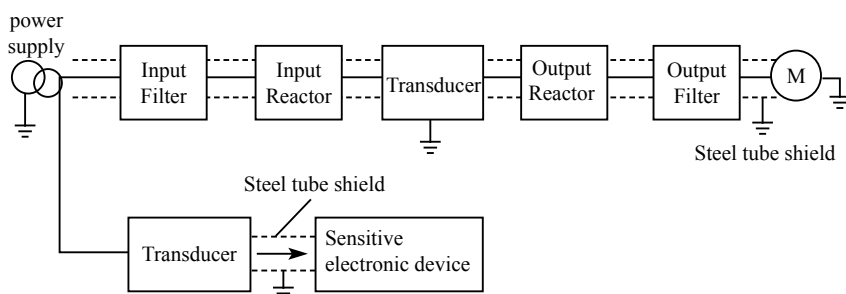 power
supply
Input
Filter
Input
Reactor
Transducer
Output
Reactor
Output
Filter
M
Steel tube shield
Steel tube shield
Transducer
Sensitive
electronic device